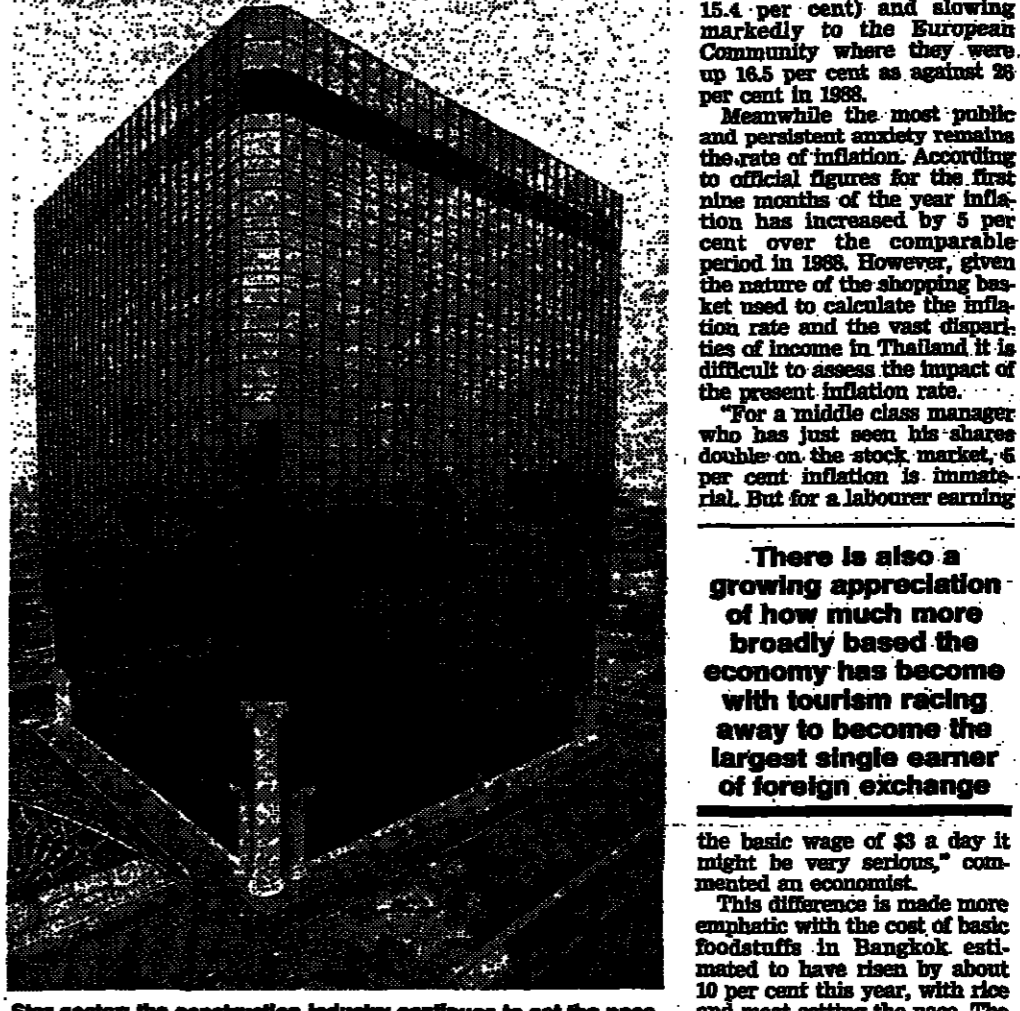 15.4 per cent) and slowing
markedly to the European
Community where they were
up 16.5 per cent as against 26
per cent in 1988.
Meanwhile the most public
and persistent anxiety remains
the rate of inflation. According
to official figures for the first
nine months of the year infla-
tion has increased by 5 per
cent over the comparable
period in 1988. However, given
the nature of the shopping bas-
ket used to calculate the infla-
tion rate and the vast dispari-
ties of income in Thailand it is
difficult to assess the impact of
the present inflation rate.
"For a middle class manager
who has just seen his shares
double on the stock market, 5
per cent inflation is immate-
rial. But for a labourer earning
There is also a
growing appreciation
of how much more
broadly based the
economy has become
with tourism racing
away to become the
largest single earner
of foreign exchange
the basic wage of $3 a day it
might be very serious," com-
mented an economist.
This difference is made more
emphatic with the cost of basic
foodstuffs in Bangkok esti-
mated to have risen by about
10 per cent this year, with rice
and meat setting the pace. The
Star sector: the construction industry continues to set the pace